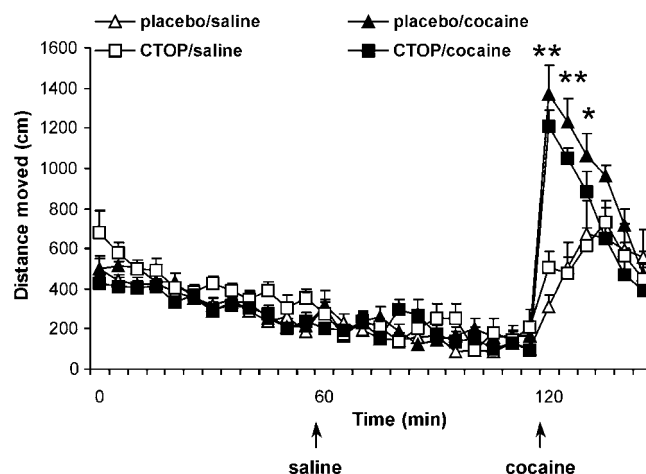 placebo/saline placebo/cocaine
CTOP/saline CTOP/cocaine
1600
1400
1200
1000
800
600
400
200
0
Distance moved (cm)
** ** *
0 60 120
Time (min)
saline cocaine